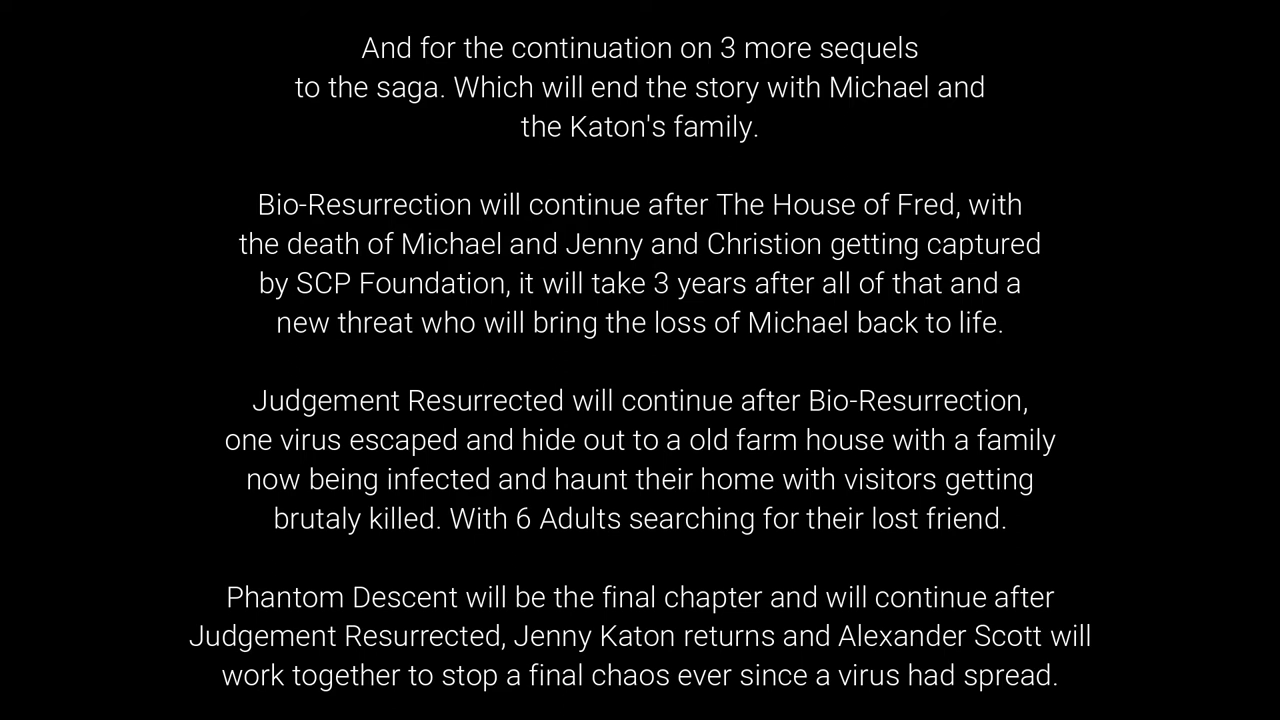 And for the continuation on 3 more sequels
to the saga. Which will end the story with Michael and
the Katon's family.
Bio-Resurrection will continue after The House of Fred, with
the death of Michael and Jenny and Christion getting captured
by SCP Foundation, it will take 3 years after all of that and a
new threat who will bring the loss of Michael back to life.
Judgement Resurrected will continue after Bio-Resurrection,
one virus escaped and hide out to a old farm house with a family
now being infected and haunt their home with visitors getting
brutaly killed. With 6 Adults searching for their lost friend.
Phantom Descent will be the final chapter and will continue after
Judgement Resurrected, Jenny Katon returns and Alexander Scott will
work together to stop a final chaos ever since a virus had spread.